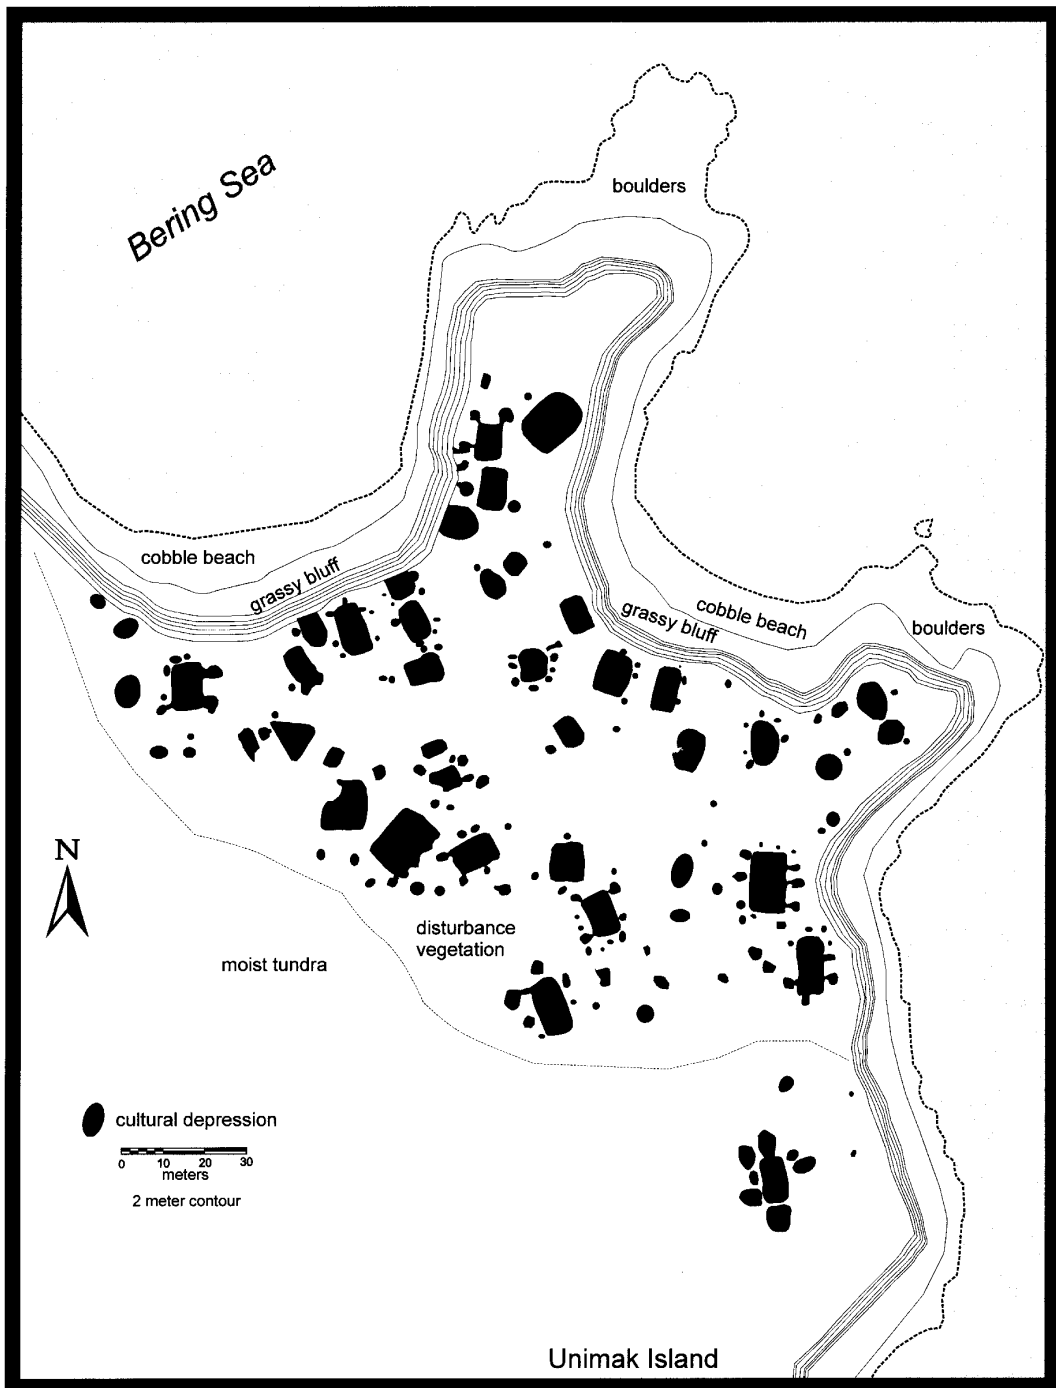 Bering Sea
boulders
cobble beach
grassy bluff
cobble beach
grassy bluff
boulders
N
disturbance
vegetation
moist tundra
cultural depression
0 10 20 30
meters
2 meter contour
Unimak Island